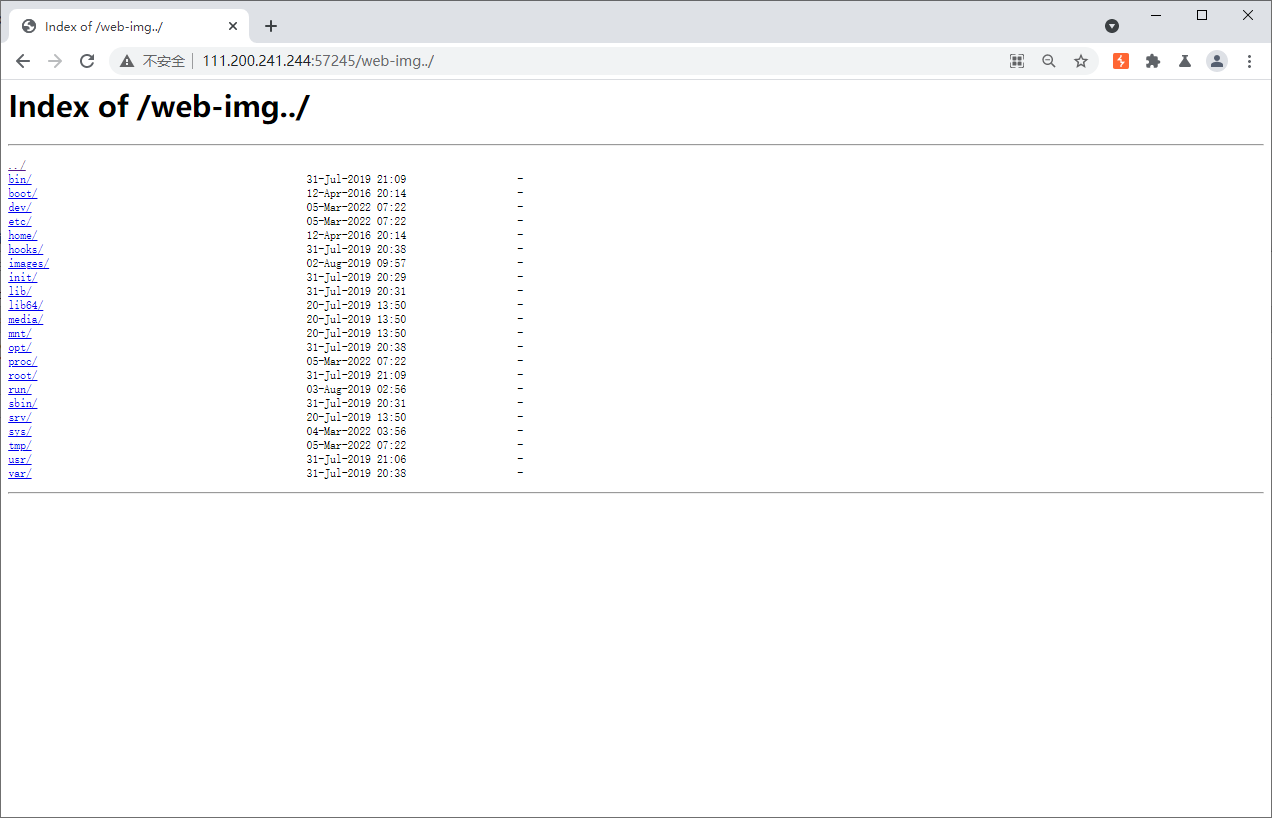 Index of /web-img../
不安全 111.200.241.244:57245/web-img../
Index of /web-img../
../
bin/ 31-Jul-2019 21:09 -
boot/ 12-Apr-2016 20:14 -
dev/ 05-Mar-2022 07:22 -
etc/ 05-Mar-2022 07:22 -
home/ 12-Apr-2016 20:14 -
hooks/ 31-Jul-2019 20:38 -
images/ 02-Aug-2019 09:57 -
init/ 31-Jul-2019 20:29 -
lib/ 31-Jul-2019 20:31 -
lib64/ 20-Jul-2019 13:50 -
media/ 20-Jul-2019 13:50 -
mnt/ 20-Jul-2019 13:50 -
opt/ 31-Jul-2019 20:38 -
proc/ 05-Mar-2022 07:22 -
root/ 31-Jul-2019 21:09 -
run/ 03-Aug-2019 02:56 -
sbin/ 31-Jul-2019 20:31 -
srv/ 20-Jul-2019 13:50 -
sys/ 04-Mar-2022 03:56 -
tmp/ 05-Mar-2022 07:22 -
usr/ 31-Jul-2019 21:06 -
var/ 31-Jul-2019 20:38 -